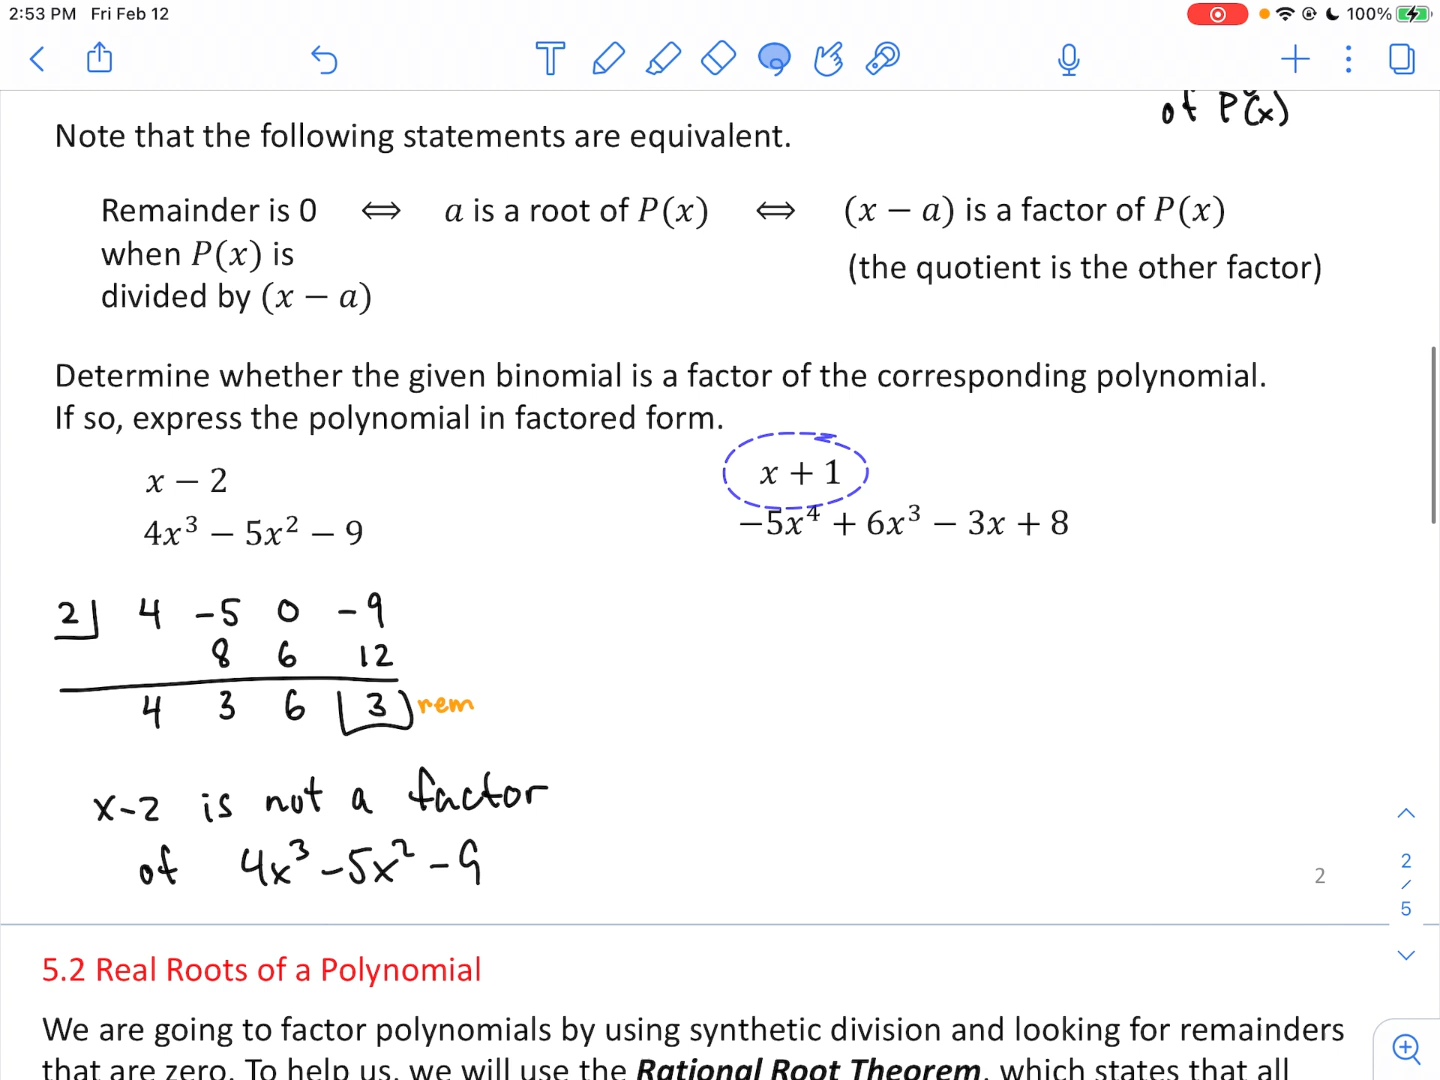 2:53 PM Fri Feb 12
100%
of P(x)
Note that the following statements are equivalent.
Remainder is 0 ⟺ a is a root of P(x) ⟺ (x − a) is a factor of P(x)
when P(x) is
(the quotient is the other factor)
divided by (x − a)
Determine whether the given binomial is a factor of the corresponding polynomial.
If so, express the polynomial in factored form.
x − 2
x + 1
4x³ − 5x² − 9
−5x⁴ + 6x³ − 3x + 8
2 4 -5 0 -9
8 6 12
4 3 6 3 rem
x-2 is not a factor
of 4x³ -5x² -9
2
2
/
5
5.2 Real Roots of a Polynomial
We are going to factor polynomials by using synthetic division and looking for remainders
that are zero. To help us, we will use the Rational Root Theorem, which states that all